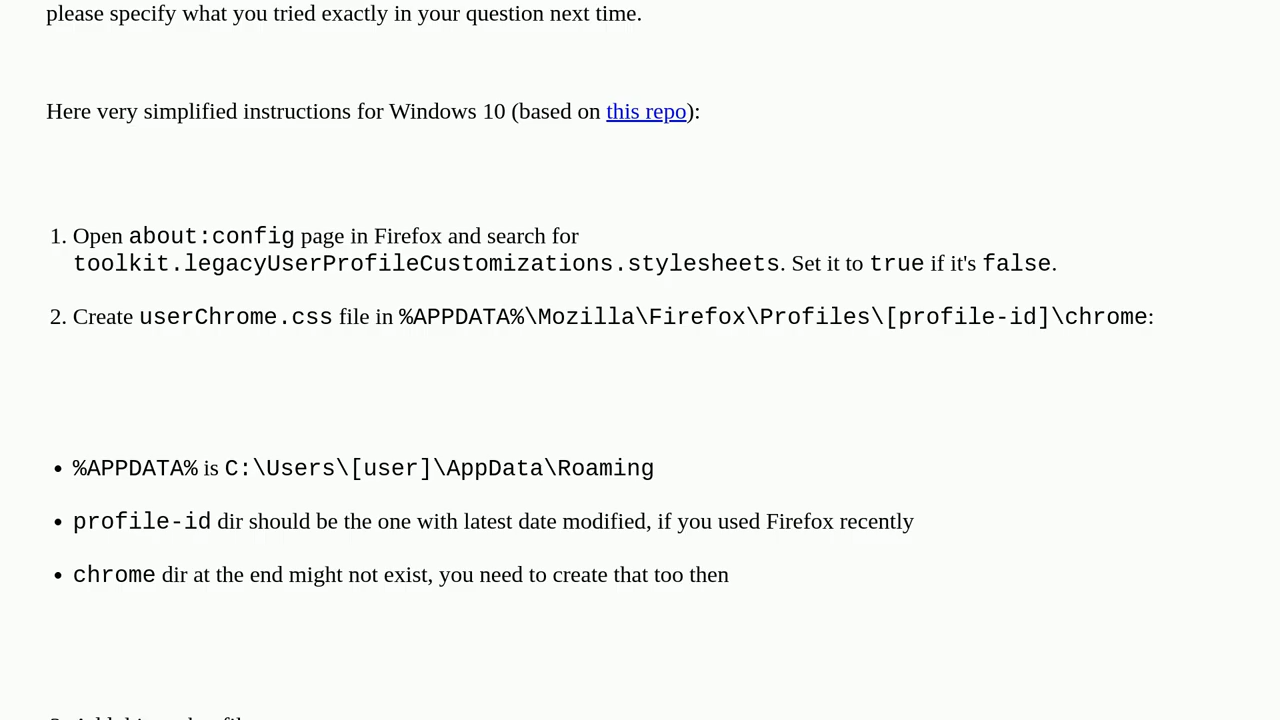 please specify what you tried exactly in your question next time.
Here very simplified instructions for Windows 10 (based on this repo):
1. Open about:config page in Firefox and search for
toolkit.legacyUserProfileCustomizations.stylesheets. Set it to true if it's false.
2. Create userChrome.css file in %APPDATA%\Mozilla\Firefox\Profiles\[profile-id]\chrome:
• %APPDATA% is C:\Users\[user]\AppData\Roaming
• profile-id dir should be the one with latest date modified, if you used Firefox recently
• chrome dir at the end might not exist, you need to create that too then